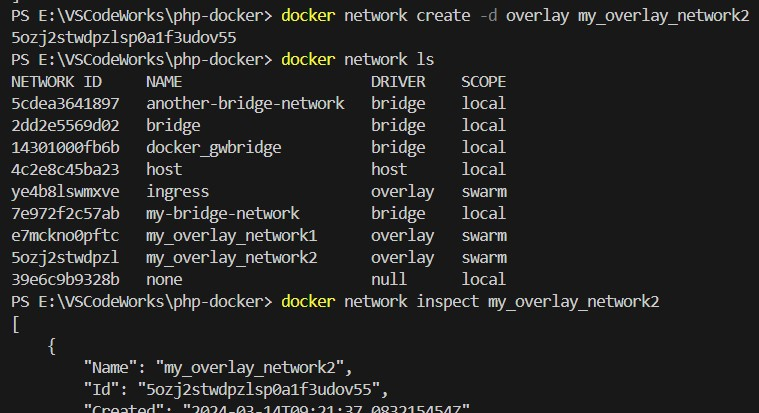 ]
PS E:\VSCodeWorks\php-docker> docker network create -d overlay my_overlay_network2
5ozj2stwdpzlsp0a1f3udov55
PS E:\VSCodeWorks\php-docker> docker network ls
NETWORK ID     NAME                     DRIVER    SCOPE
5cdea3641897   another-bridge-network   bridge    local
2dd2e5569d02   bridge                   bridge    local
14301000fb6b   docker_gwbridge          bridge    local
4c2e8c45ba23   host                     host      local
ye4b8lswmxve   ingress                  overlay   swarm
7e972f2c57ab   my-bridge-network        bridge    local
e7mckno0pftc   my_overlay_network1      overlay   swarm
5ozj2stwdpzl   my_overlay_network2      overlay   swarm
39e6c9b9328b   none                     null      local
PS E:\VSCodeWorks\php-docker> docker network inspect my_overlay_network2
[
    {
        "Name": "my_overlay_network2",
        "Id": "5ozj2stwdpzlsp0a1f3udov55",
        "Created": "2024-03-14T09:21:37.083215454Z"